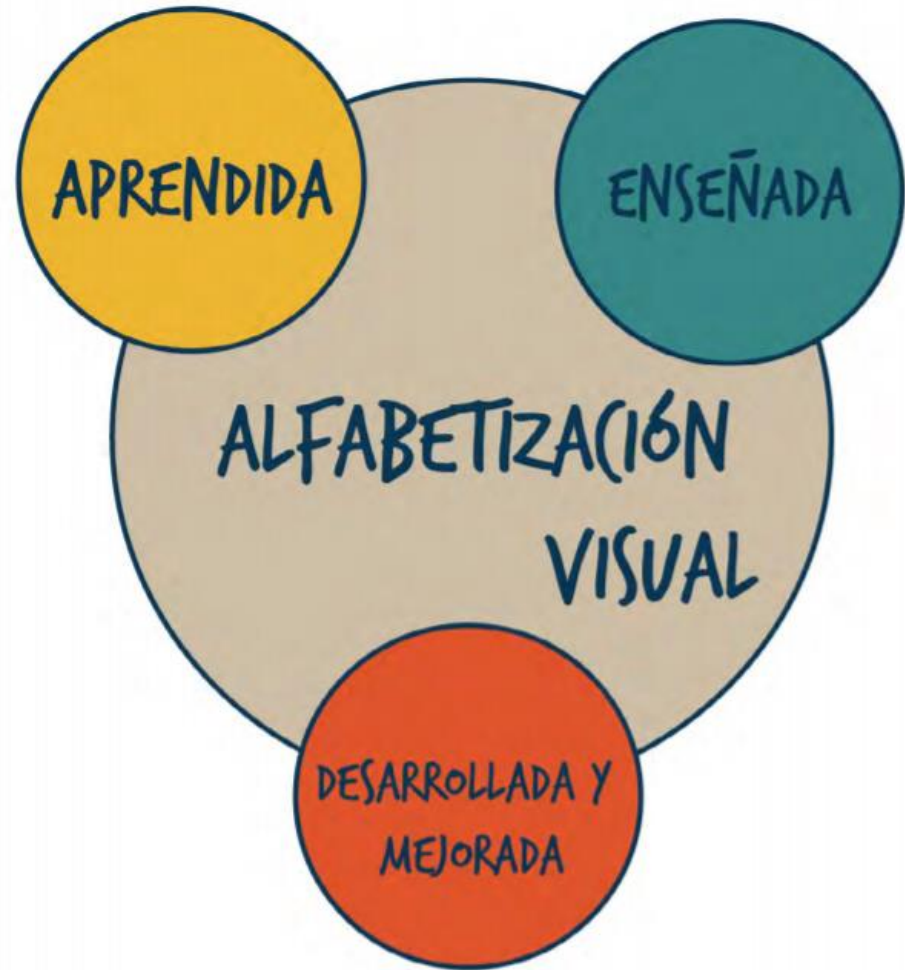 APRENDIDA
ENSEÑADA
ALFABETIZACIÓN
VISUAL
DESARROLLADA Y
MEJORADA